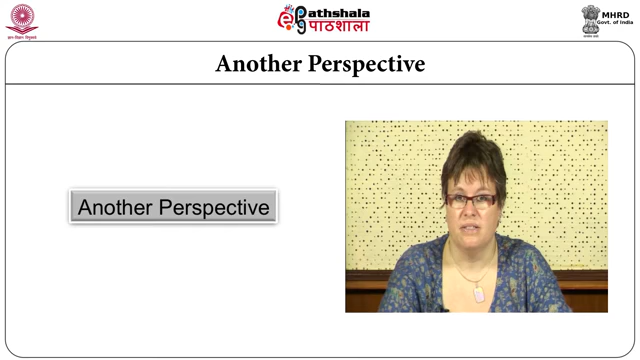 ePathshala
पाठशाला
MHRD
Govt. of India
Another Perspective
Another Perspective